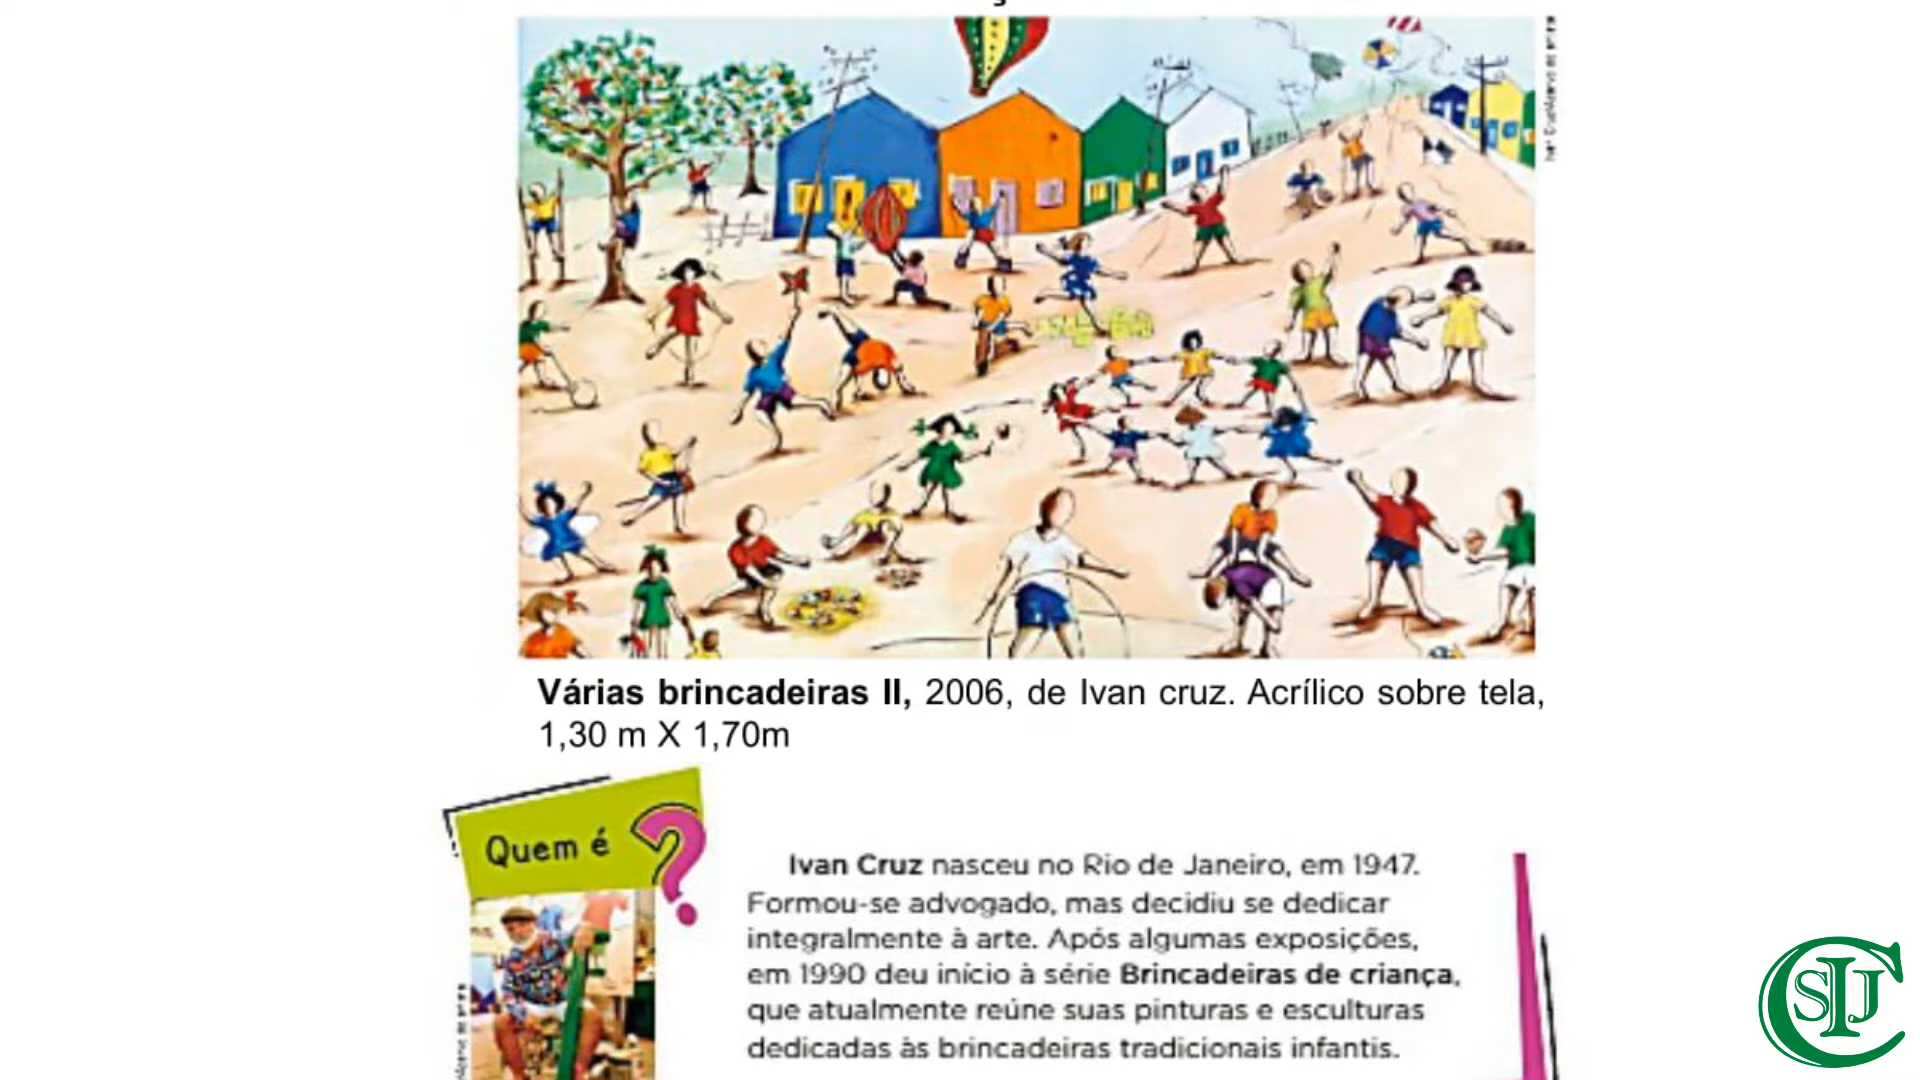 Várias brincadeiras II, 2006, de Ivan cruz. Acrílico sobre tela,
1,30 m X 1,70m
Quem é
?
Ivan Cruz nasceu no Rio de Janeiro, em 1947.
Formou-se advogado, mas decidiu se dedicar
integralmente à arte. Após algumas exposições,
em 1990 deu início à série Brincadeiras de criança,
que atualmente reúne suas pinturas e esculturas
dedicadas às brincadeiras tradicionais infantis.
CSIJ